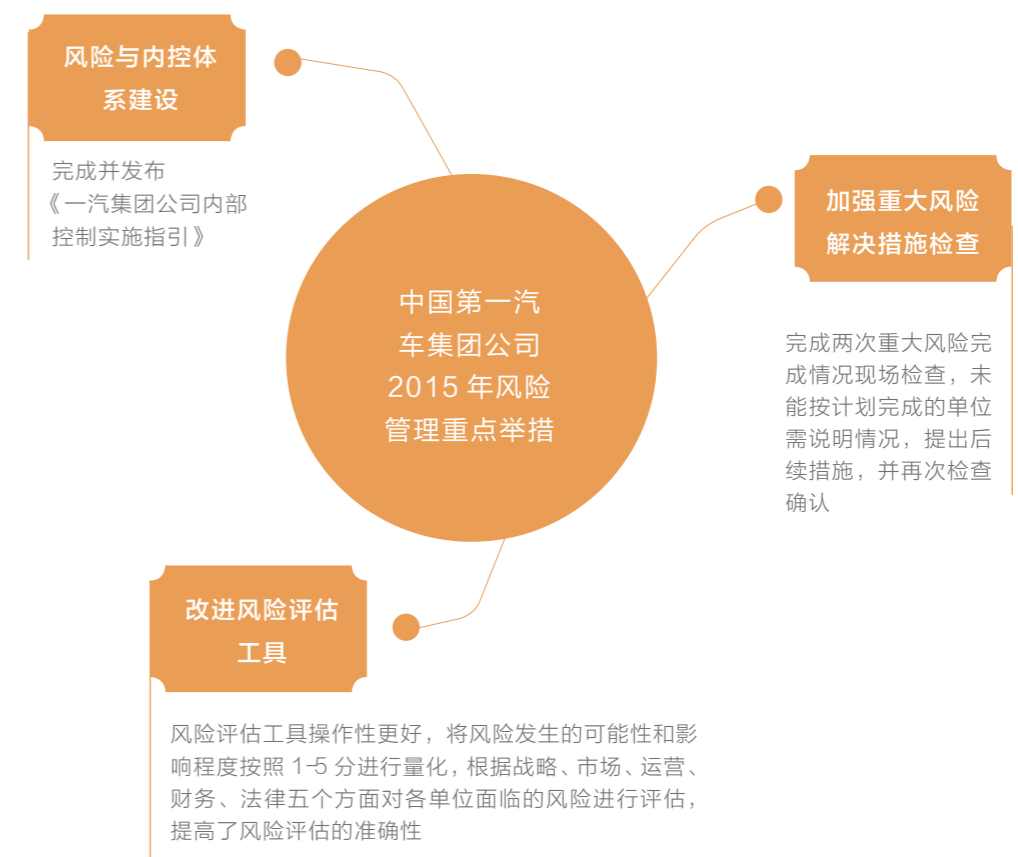 风险与内控体
系建设
完成并发布
《一汽集团公司内部
控制实施指引》
加强重大风险
解决措施检查
完成两次重大风险完
成情况现场检查，未
能按计划完成的单位
需说明情况，提出后
续措施，并再次检查
确认
中国第一汽
车集团公司
2015 年风险
管理重点举措
改进风险评估
工具
风险评估工具操作性更好，将风险发生的可能性和影
响程度按照 1-5 分进行量化，根据战略、市场、运营、
财务、法律五个方面对各单位面临的风险进行评估，
提高了风险评估的准确性